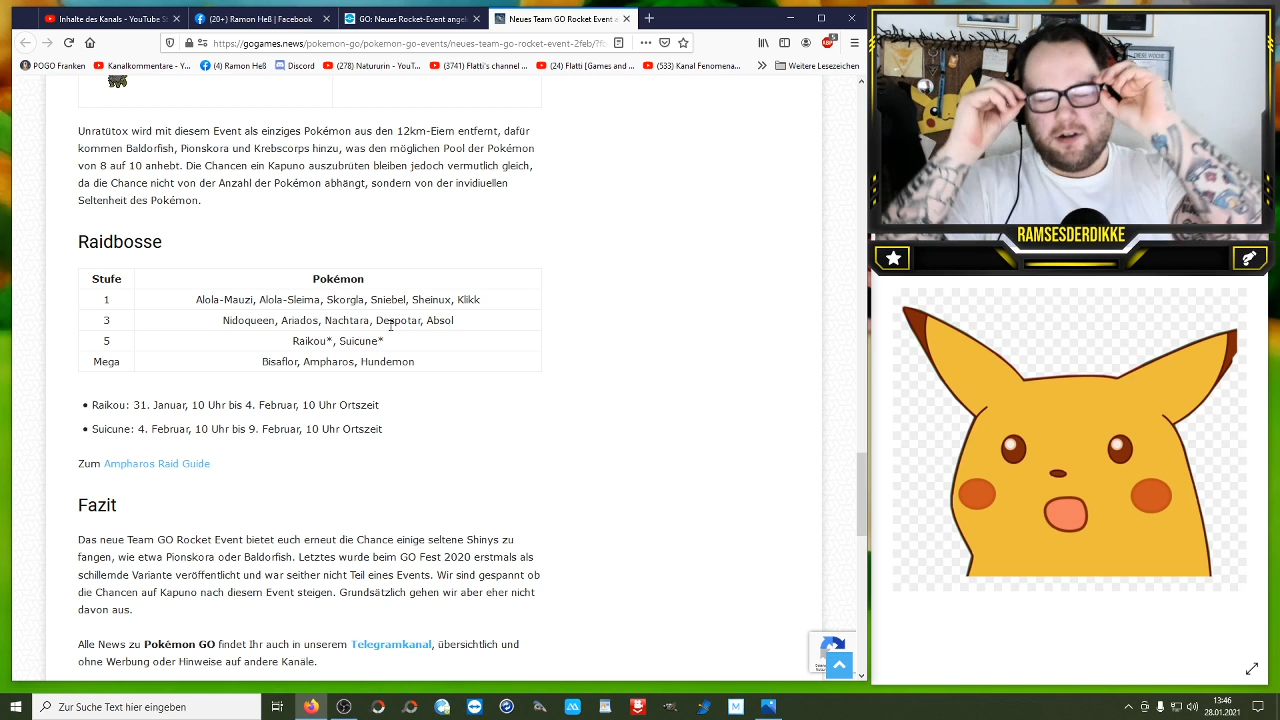 Inhalte des Kanals - YouTube S
(20+) Ramon Heß | Facebook
GO: Neues Rocket-Event angek
Neues Team GO Rocket Event a
https://gogames.news/pokemon-go/pokemon-go-events/neues-team-go-rocket-event-2feb/?f
POGO Franken
Kanalkommentare - Y...
(4) Ramon Heß
Discord
(278) Natururin - YouT...
(371) Flatti's channel...
(24) Flatti [Games and ...
(533) Kanal Fenomena...
Weitere Lesezeichen
Unratütox wird mit diesem Event als einziges Pokémon aus den 12km-Eiern entfernt, dafür
kommen Baldorfish, Pionskora und Krebscorps hinzu, was den möglichen Pool der Pokémon
von 8 auf 10 anhebt. Die Chancen ein Kapuno auszubrüten bleiben jedoch vermutlich gleich,
da die Chance nicht von der Anzahl der Pokémon abhängt, sondern von der invidiuellen
Seltenheit des Pokémon.
Raidbosse
Stufe Pokémon
1 Alola-Mauzi, Alola-Sleima, Skorgla, Sniebel, Sheinux, Klikk
3 Nidoqueen, Ariados, Nachtara, Despotar, Absol
5 Raikou*, Suicune*
Mega Bisaflor, Ampharos, Hundemon
• Raikou: 31. Januar, 10 Uhr bis 4. Februar, 10 Uhr Ortszeit
• Suicune: 4. Februar, 10 Uhr bis 9. Februar, 10 Uhr Ortszeit
Zum Ampharos Raid Guide
Fazit
Das neue Team GO Rocket Event bietet euch erneut die Chance einige seltene Shinys zu
fangen, wie etwa Pionskora oder Baldorfish. Letztes wurde beim GO Fest 2020 erstmals als
schillernde Variante veröffentlicht und war seither nicht Teil eines Events. Wir sind gespannt ob
die Chancen auf Kapuno nach diesem Event steigen. Grundsätzlich gehen wir aber eher nicht
davon aus.
Alle News zu Pokémon GO findet Ihr auch in unserem Telegramkanal, übersichtlich und
ohne Werbung oder Hinweise auf andere Kanäle.
RAMSESDERDIKKE
Zur Suche Text hier eingeben
13:46
28.01.2021